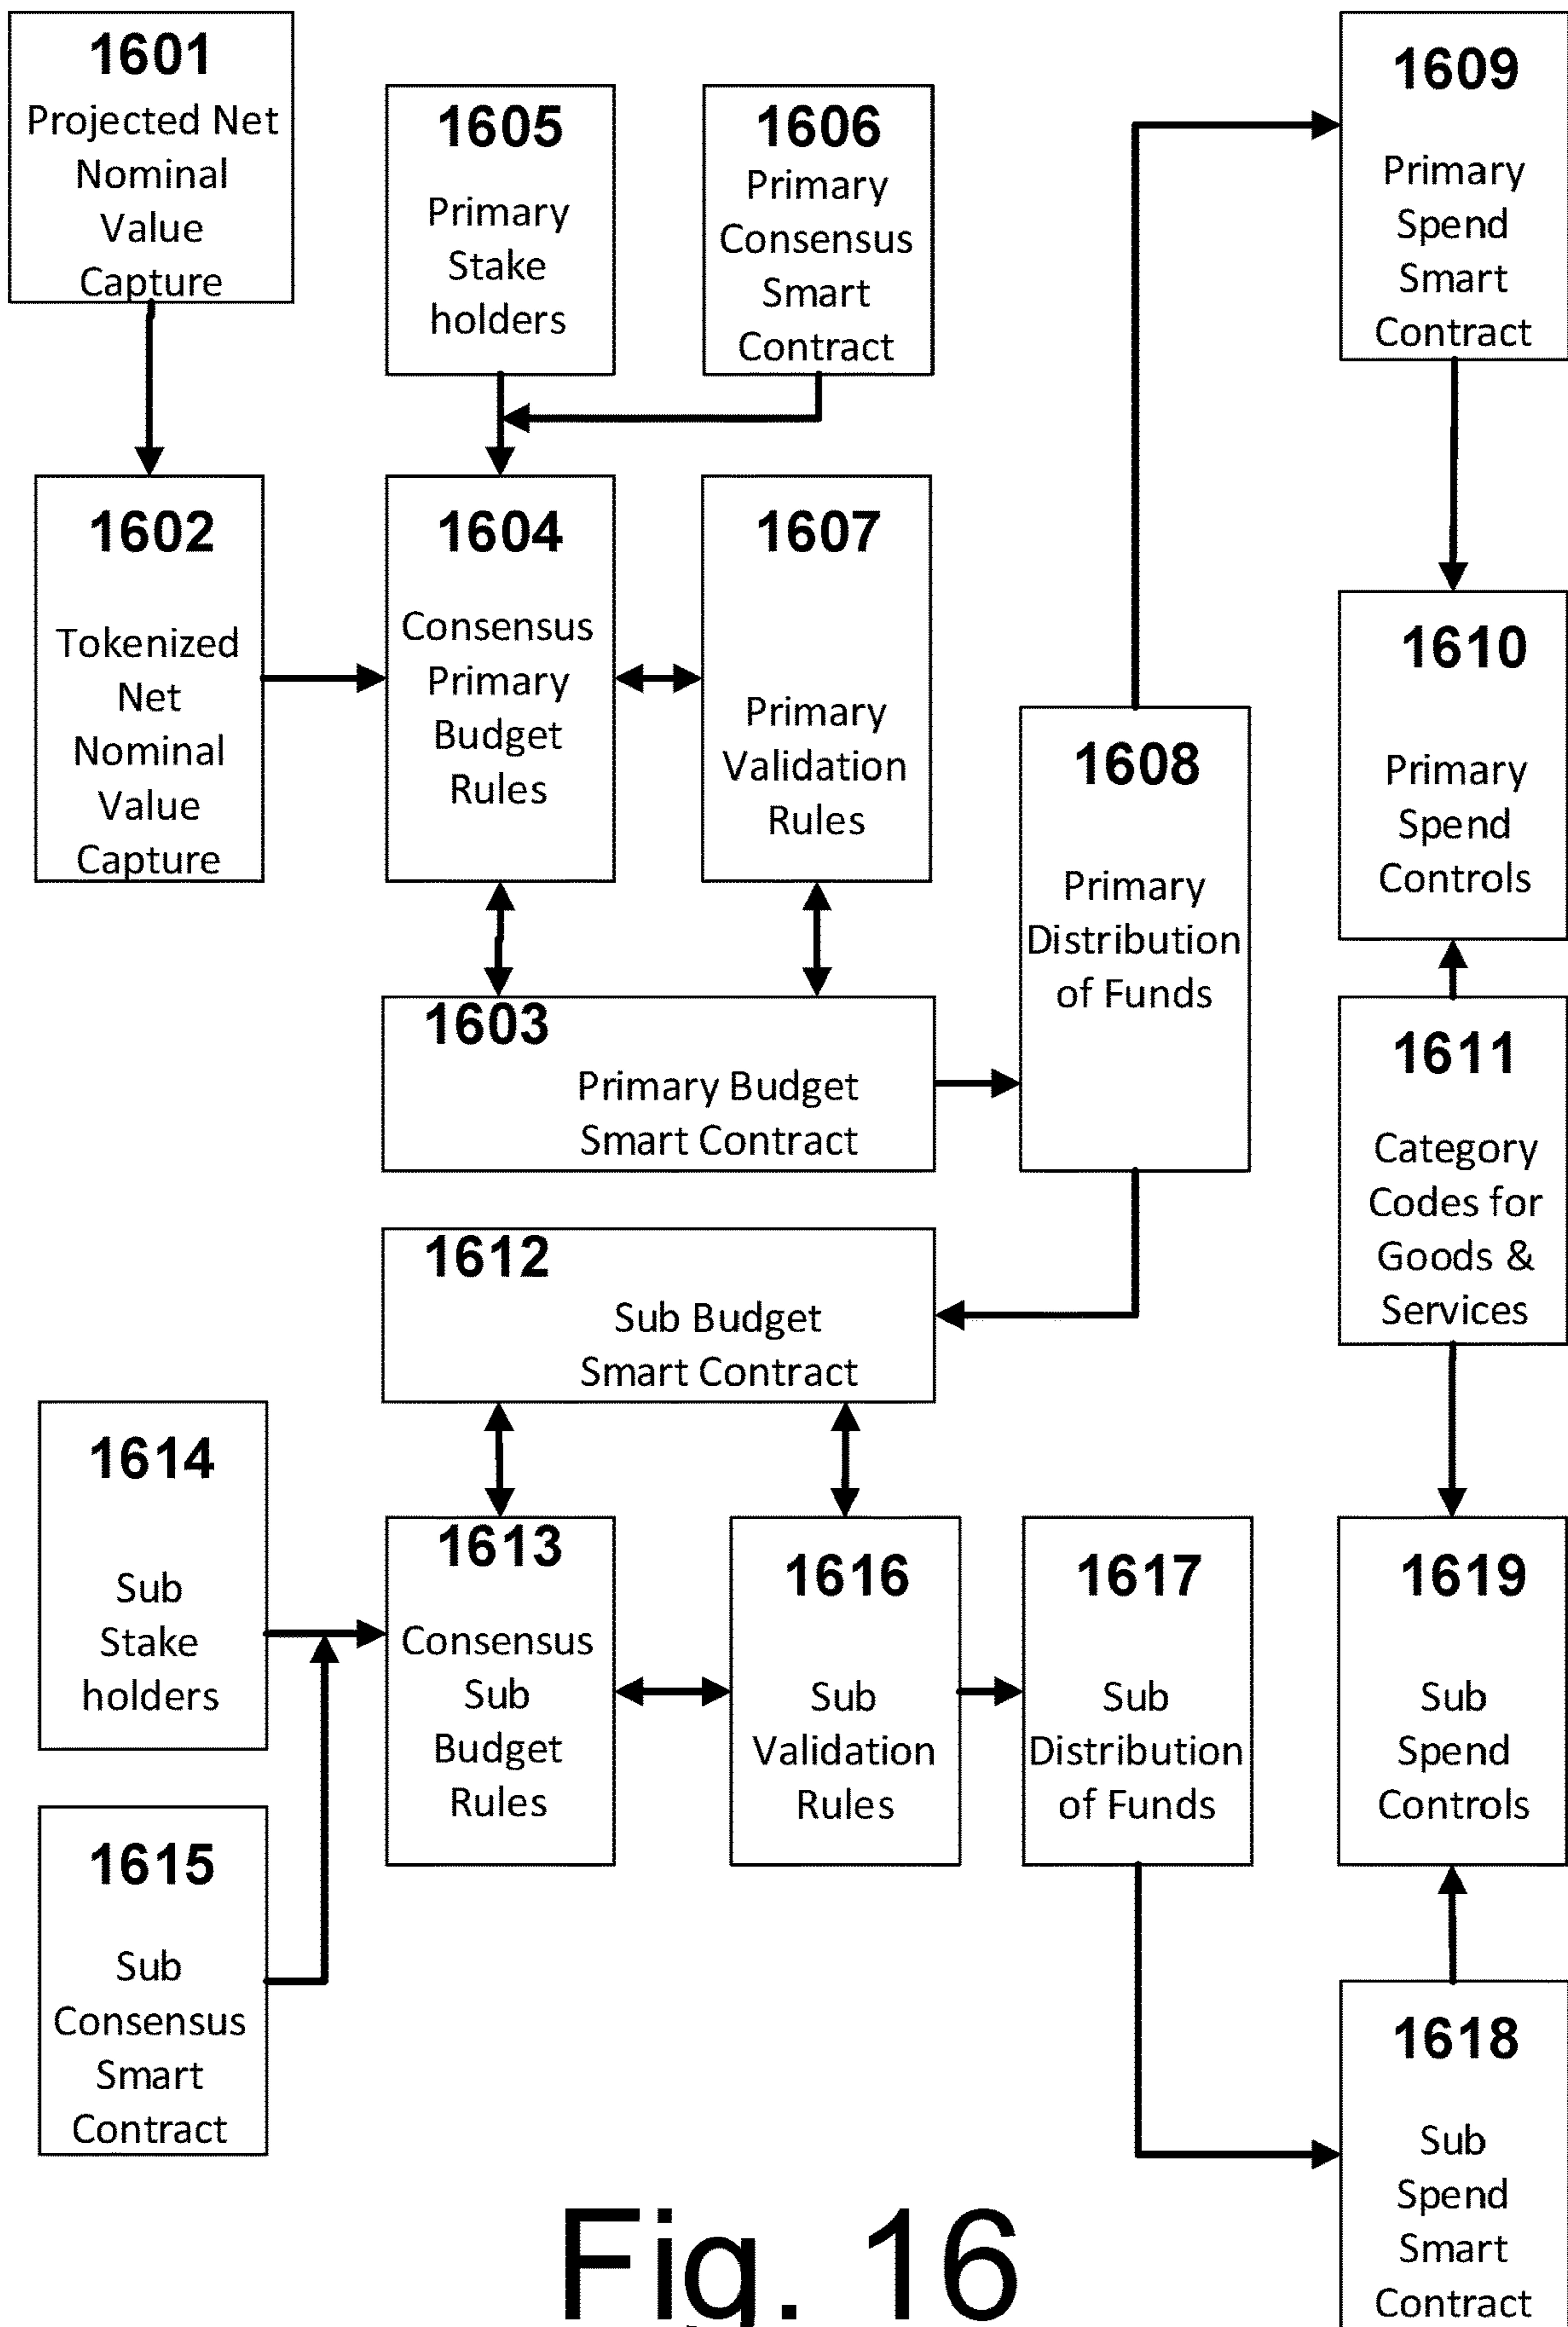 1601
Projected Net
Nominal
Value
Capture
1605
Primary
Stake
holders
1606
Primary
Consensus
Smart
Contract
1609
Primary
Spend
Smart
Contract
1602
Tokenized
Net
Nominal
Value
Capture
1604
Consensus
Primary
Budget
Rules
1607
Primary
Validation
Rules
1608
Primary
Distribution
of Funds
1610
Primary
Spend
Controls
1603
Primary Budget
Smart Contract
1611
Category
Codes for
Goods &
Services
1612
Sub Budget
Smart Contract
1614
Sub
Stake
holders
1613
Consensus
Sub
Budget
Rules
1616
Sub
Validation
Rules
1617
Sub
Distribution
of Funds
1619
Sub
Spend
Controls
1615
Sub
Consensus
Smart
Contract
1618
Sub
Spend
Smart
Contract
Fig. 16